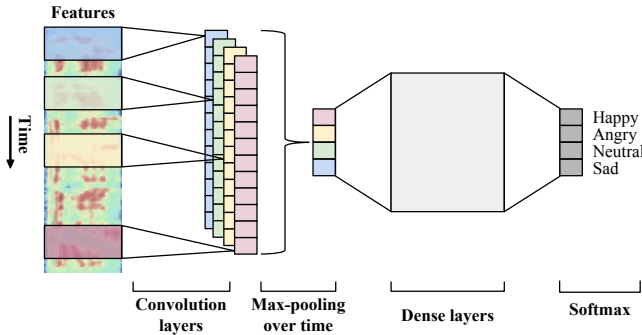 Features
Time
Happy
Angry
Neutral
Sad
Convolution
layers
Max-pooling
over time
Dense layers
Softmax